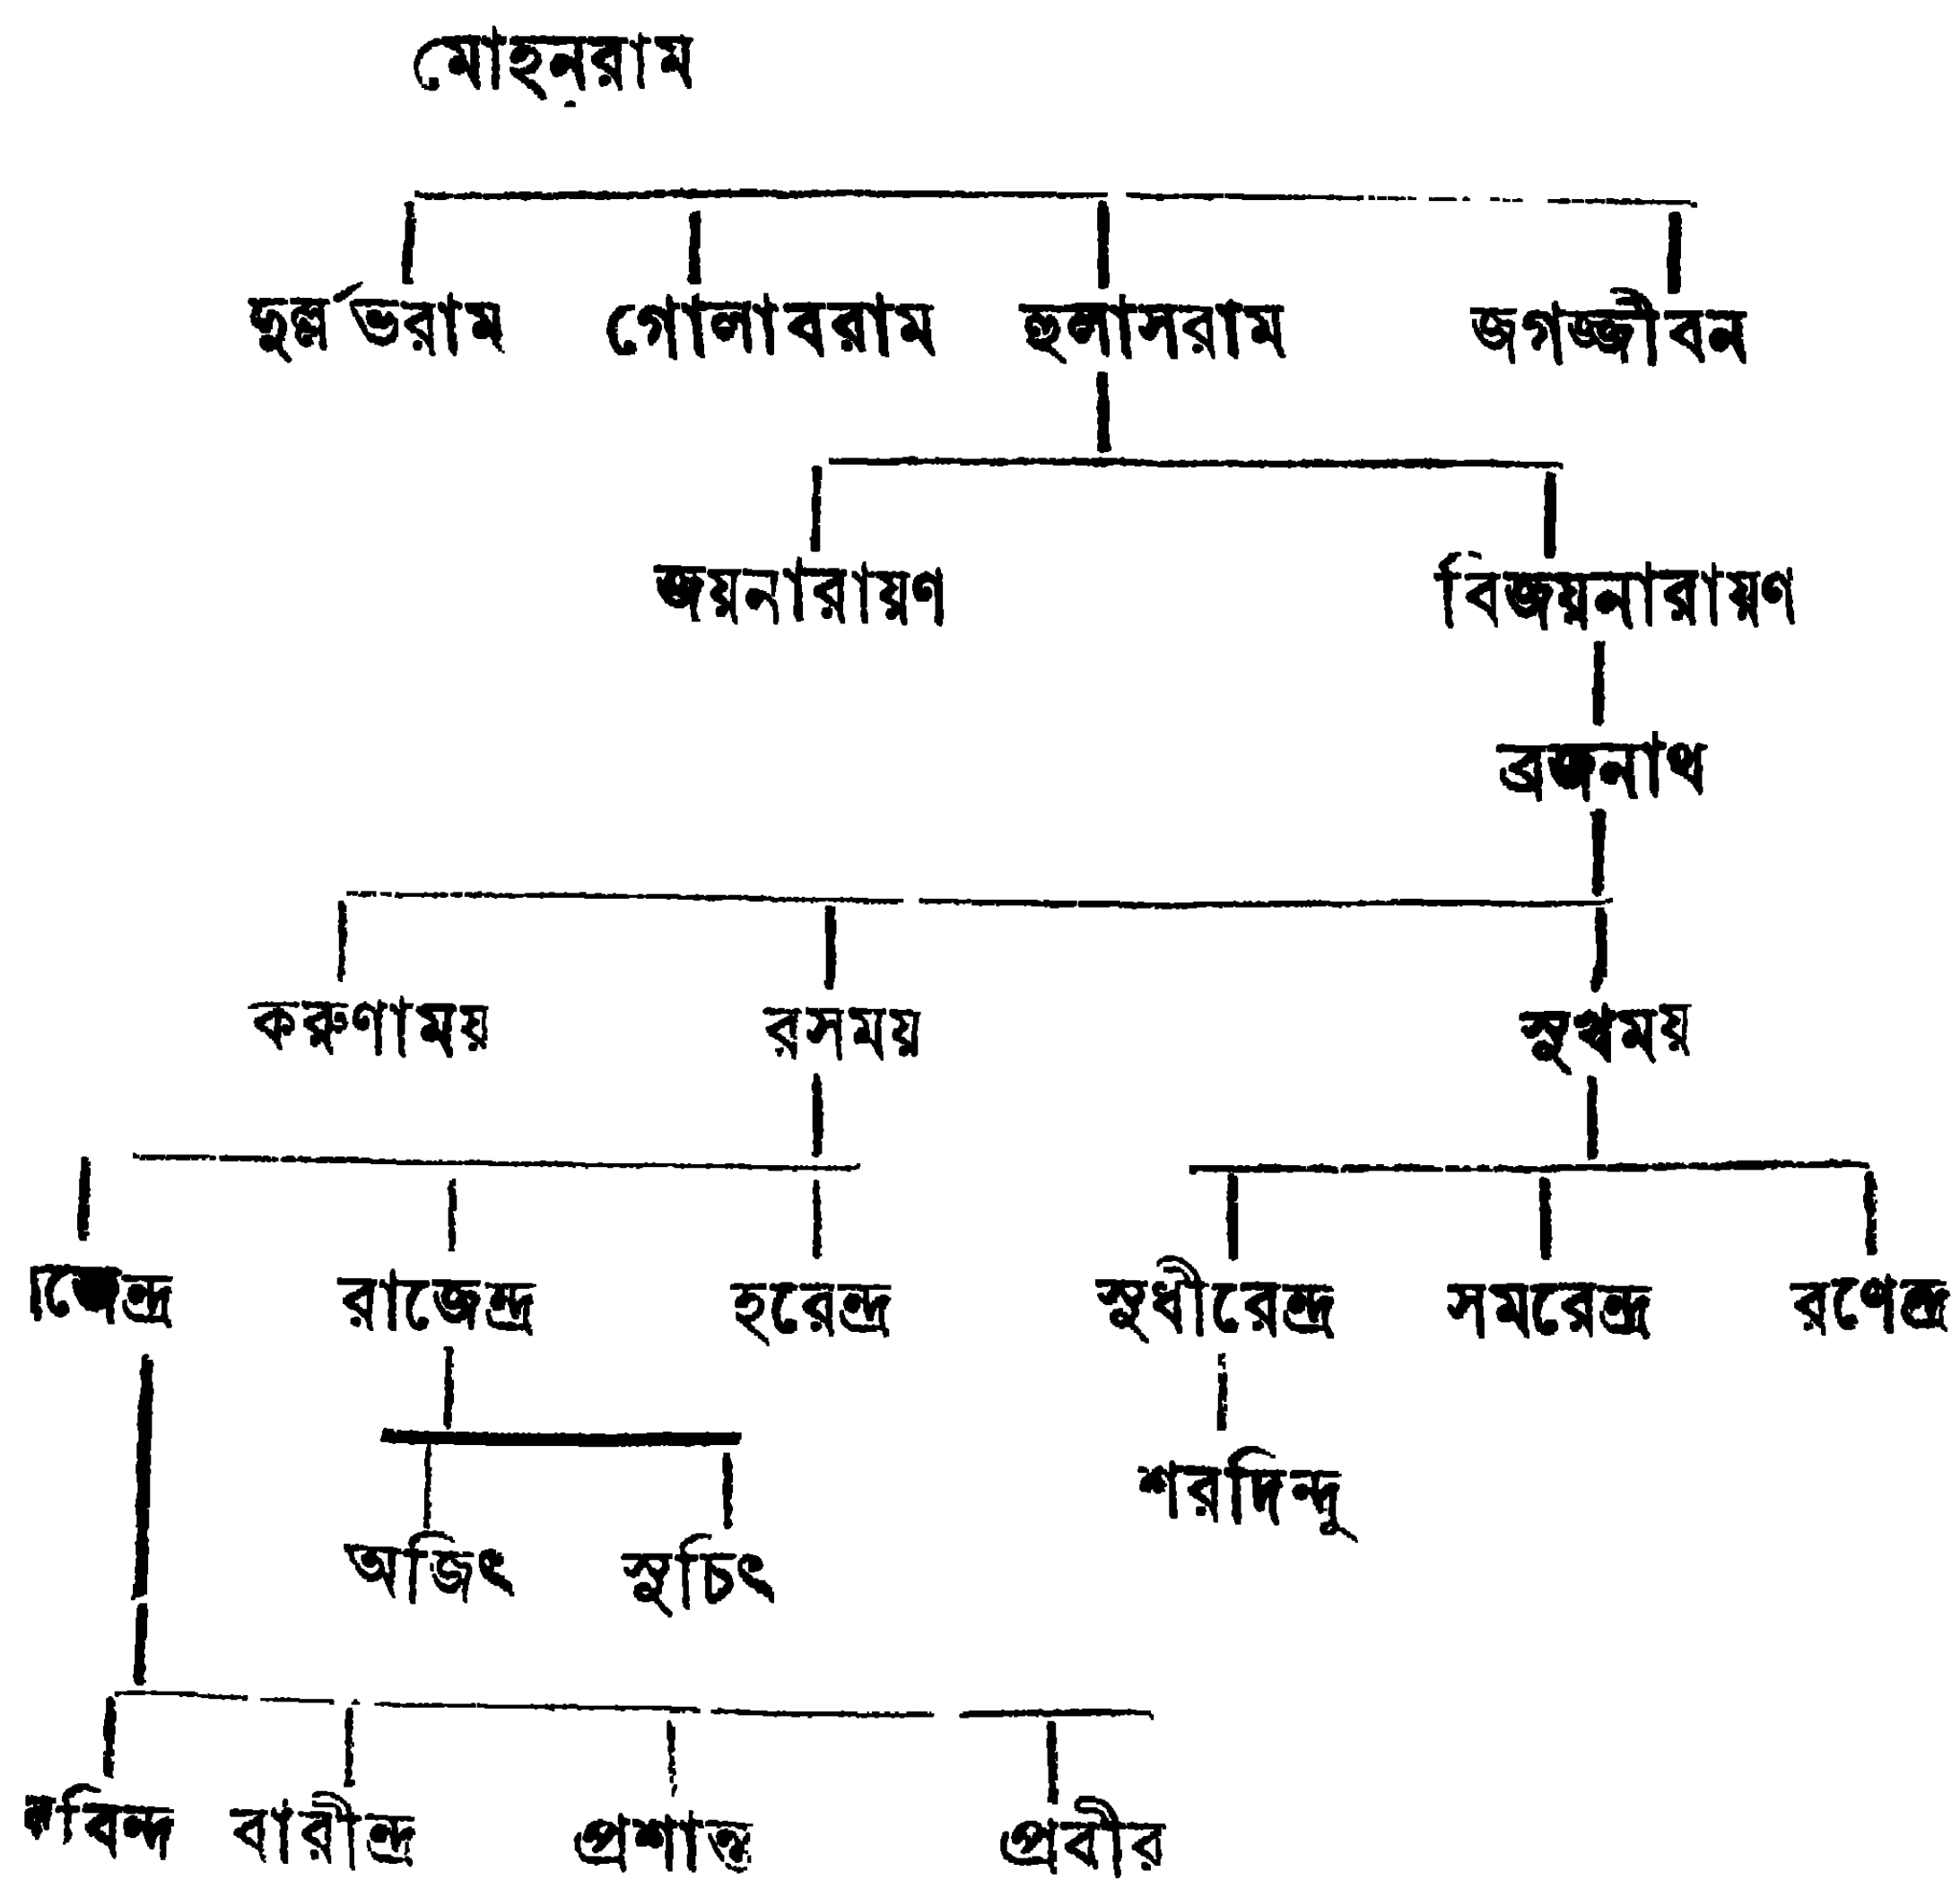 মোহনরাম
দুর্ল্লভরাম গোলাবরাম হুলাসরাম জগজ্জীবন
জয়নারায়ণ বিজয়নারায়ণ
ব্রজনাথ
করুণাময় রসময় সুখময়
রাজেন্দ্র হরেন্দ্র সুধীরেন্দ্র সমরেন্দ্র রণেন্দ্র
শরদিন্দু
অজিৎ সুচিৎ
বারীন্দ্র প্রশান্ত প্রবীর